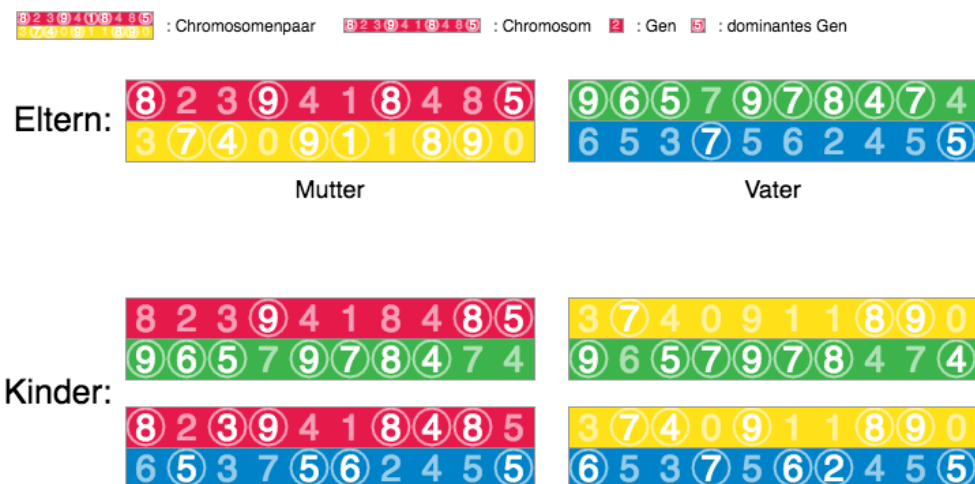 8 2 3 9 4 1 8 4 8 5 : Chromosomenpaar 8 2 3 9 4 1 8 4 8 5 : Chromosom 2 : Gen 5 : dominantes Gen
3 7 4 0 9 1 1 8 9 0
Eltern:
8 2 3 9 4 1 8 4 8 5 9 6 5 7 9 7 8 4 7 4
3 7 4 0 9 1 1 8 9 0 6 5 3 7 5 6 2 4 5 5
Mutter Vater
Kinder:
8 2 3 9 4 1 8 4 8 5 3 7 4 0 9 1 1 8 9 0
9 6 5 7 9 7 8 4 7 4 9 6 5 7 9 7 8 4 7 4
8 2 3 9 4 1 8 4 8 5 3 7 4 0 9 1 1 8 9 0
6 5 3 7 5 6 2 4 5 5 6 5 3 7 5 6 2 4 5 5